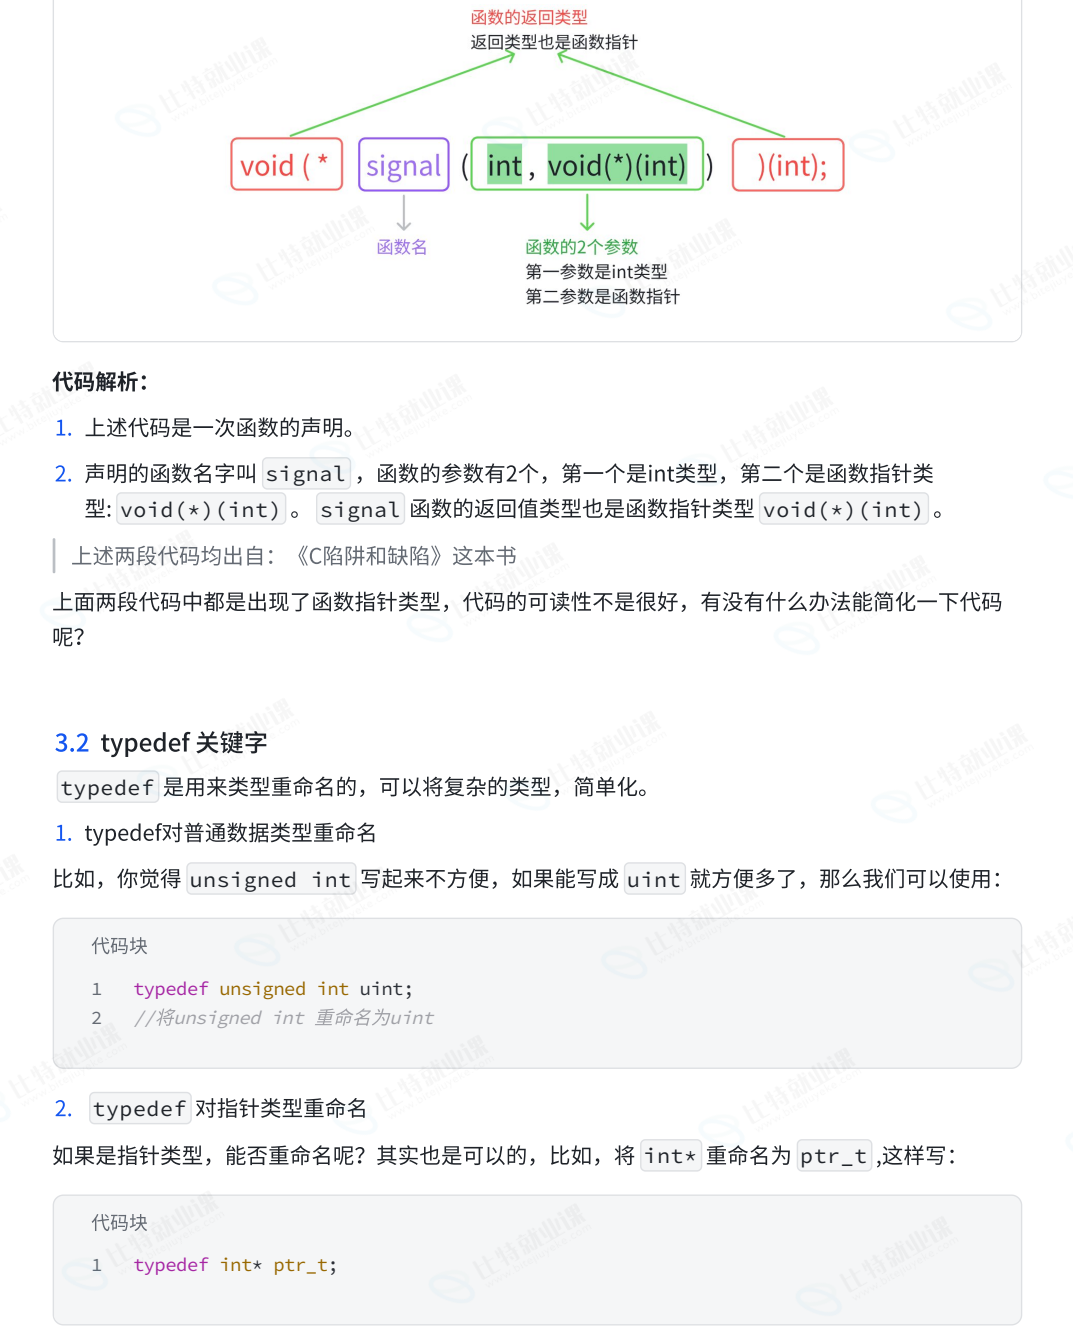 函数的返回类型
返回类型也是函数指针
void ( * signal ( int , void(*)(int) ) )(int);
函数名
函数的2个参数
第一参数是int类型
第二参数是函数指针
代码解析：
1. 上述代码是一次函数的声明。
2. 声明的函数名字叫 signal ，函数的参数有2个，第一个是int类型，第二个是函数指针类
型: void(*)(int) 。 signal 函数的返回值类型也是函数指针类型 void(*)(int) 。
上述两段代码均出自：《C陷阱和缺陷》这本书
上面两段代码中都是出现了函数指针类型，代码的可读性不是很好，有没有什么办法能简化一下代码
呢？
3.2 typedef 关键字
typedef 是用来类型重命名的，可以将复杂的类型，简单化。
1. typedef对普通数据类型重命名
比如，你觉得 unsigned int 写起来不方便，如果能写成 uint 就方便多了，那么我们可以使用：
代码块
1 typedef unsigned int uint;
2 //将unsigned int 重命名为uint
2. typedef 对指针类型重命名
如果是指针类型，能否重命名呢？其实也是可以的，比如，将 int* 重命名为 ptr_t ,这样写：
代码块
1 typedef int* ptr_t;
比特就业课